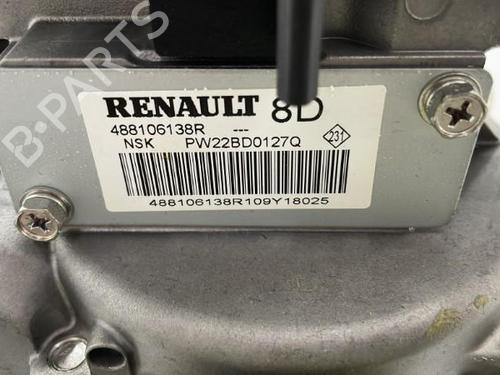 RENAULT 8D
488106138R ---
NSK PW22BD0127Q 231
488106138R109Y18025
B-PARTS